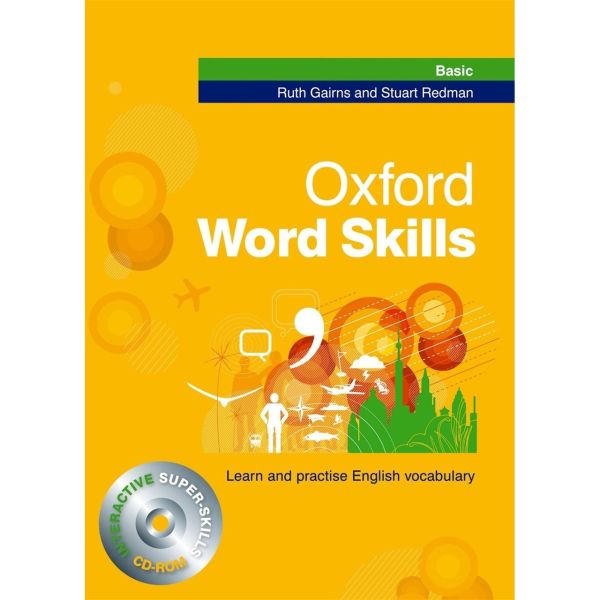 Basic
Ruth Gairns and Stuart Redman
Oxford
Word Skills
Learn and practise English vocabulary
INTERACTIVE SUPER-SKILLS
CD-ROM